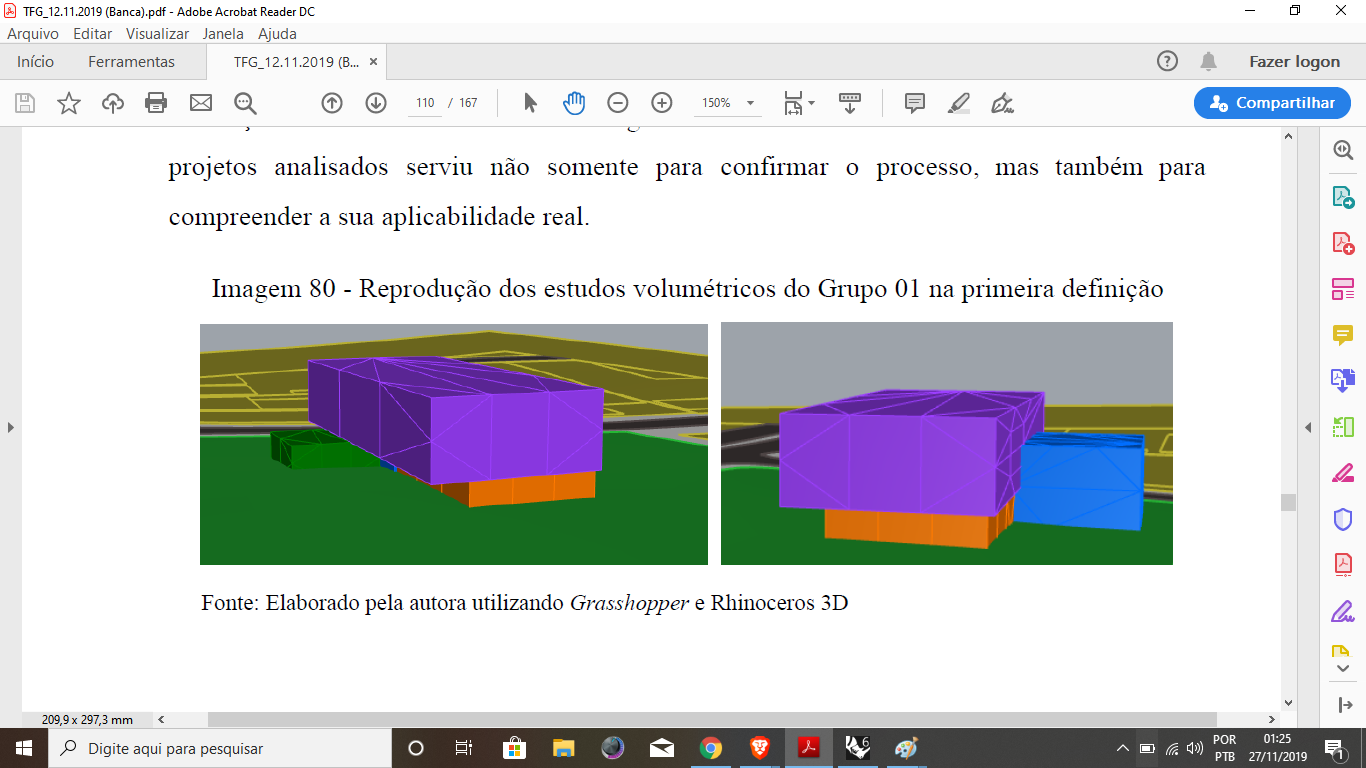 TFG_12.11.2019 (Banca).pdf - Adobe Acrobat Reader DC
Arquivo Editar Visualizar Janela Ajuda
Início Ferramentas TFG_12.11.2019 (B... × Fazer logon
110 / 167 150% Compartilhar
projetos analisados serviu não somente para confirmar o processo, mas também para
compreender a sua aplicabilidade real.
Imagem 80 - Reprodução dos estudos volumétricos do Grupo 01 na primeira definição
Fonte: Elaborado pela autora utilizando Grasshopper e Rhinoceros 3D
209,9 x 297,3 mm
Digite aqui para pesquisar
6
POR
PTB
01:25
27/11/2019
1